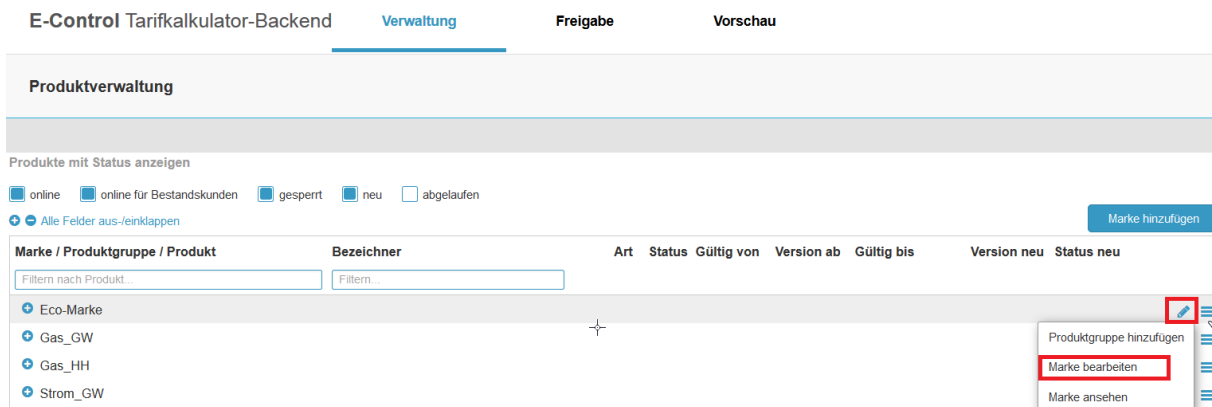 E-Control Tarifkalkulator-Backend Verwaltung Freigabe Vorschau
Produktverwaltung
Produkte mit Status anzeigen
online online für Bestandskunden gesperrt neu abgelaufen
Alle Felder aus-/einklappen
Marke hinzufügen
Marke / Produktgruppe / Produkt Bezeichner Art Status Gültig von Version ab Gültig bis Version neu Status neu
Filtern nach Produkt... Filtern...
Eco-Marke
Gas_GW
Produktgruppe hinzufügen
Gas_HH
Marke bearbeiten
Strom_GW
Marke ansehen